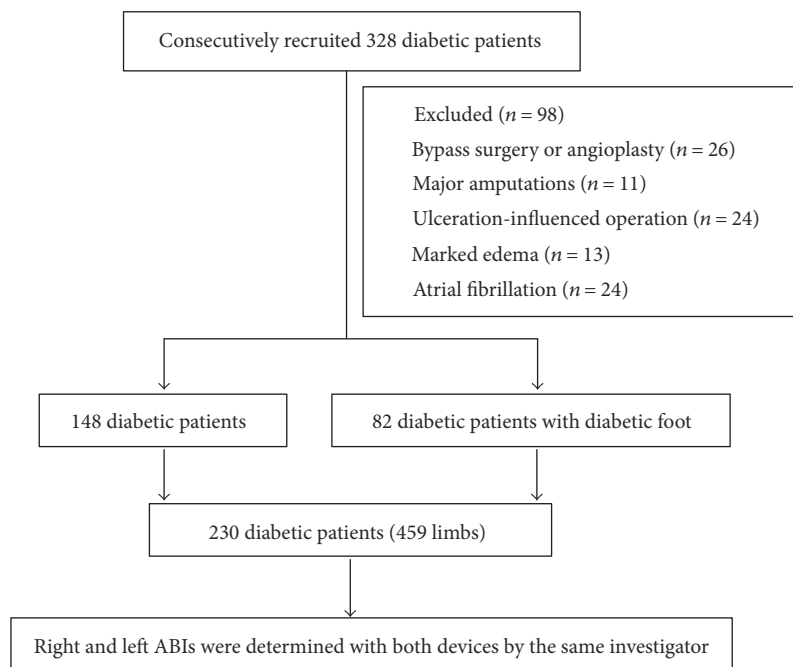 Consecutively recruited 328 diabetic patients
Excluded (n = 98)
Bypass surgery or angioplasty (n = 26)
Major amputations (n = 11)
Ulceration-influenced operation (n = 24)
Marked edema (n = 13)
Atrial fibrillation (n = 24)
148 diabetic patients
82 diabetic patients with diabetic foot
230 diabetic patients (459 limbs)
Right and left ABIs were determined with both devices by the same investigator